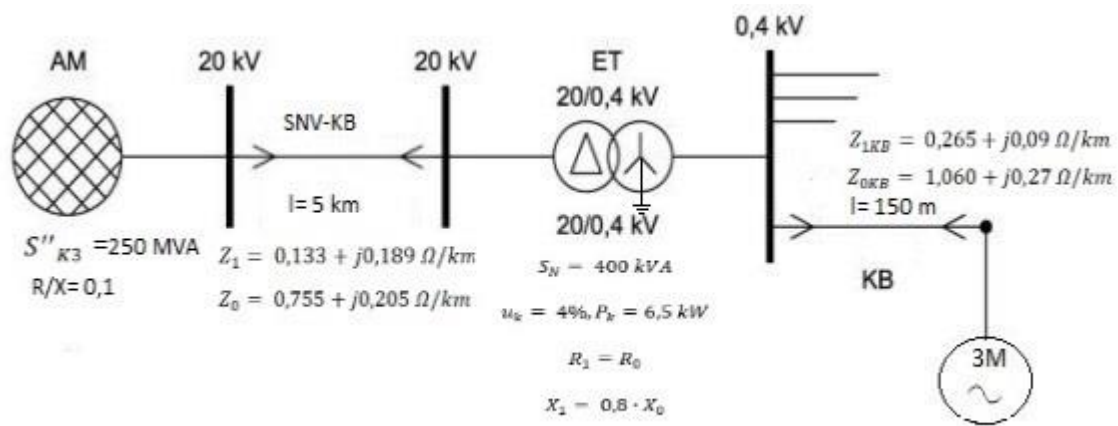 AM
S''K3 =250 MVA
R/X= 0,1
20 kV
SNV-KB
l= 5 km
Z1 = 0,133 + j0,189 Ω/km
Z0 = 0,755 + j0,205 Ω/km
20 kV
ET
20/0,4 kV
20/0,4 kV
SN = 400 kVA
uk = 4%, Pk = 6,5 kW
R1 = R0
X1 = 0,8 · X0
0,4 kV
Z1KB = 0,265 + j0,09 Ω/km
Z0KB = 1,060 + j0,27 Ω/km
l= 150 m
KB
3M